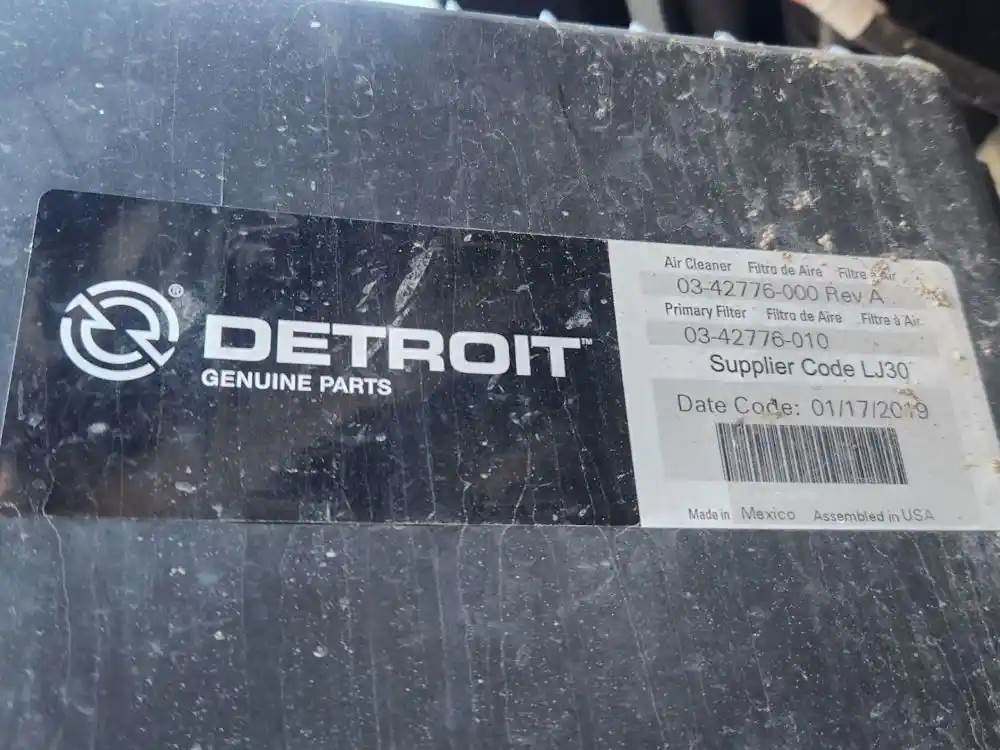 ®
DETROIT™
GENUINE PARTS
Air Cleaner Filtro de Aire Filtre à Air
03-42776-000 Rev A
Primary Filter Filtro de Aire Filtre à Air
03-42776-010
Supplier Code LJ30
Date Code: 01/17/2019
Made in Mexico Assembled in USA